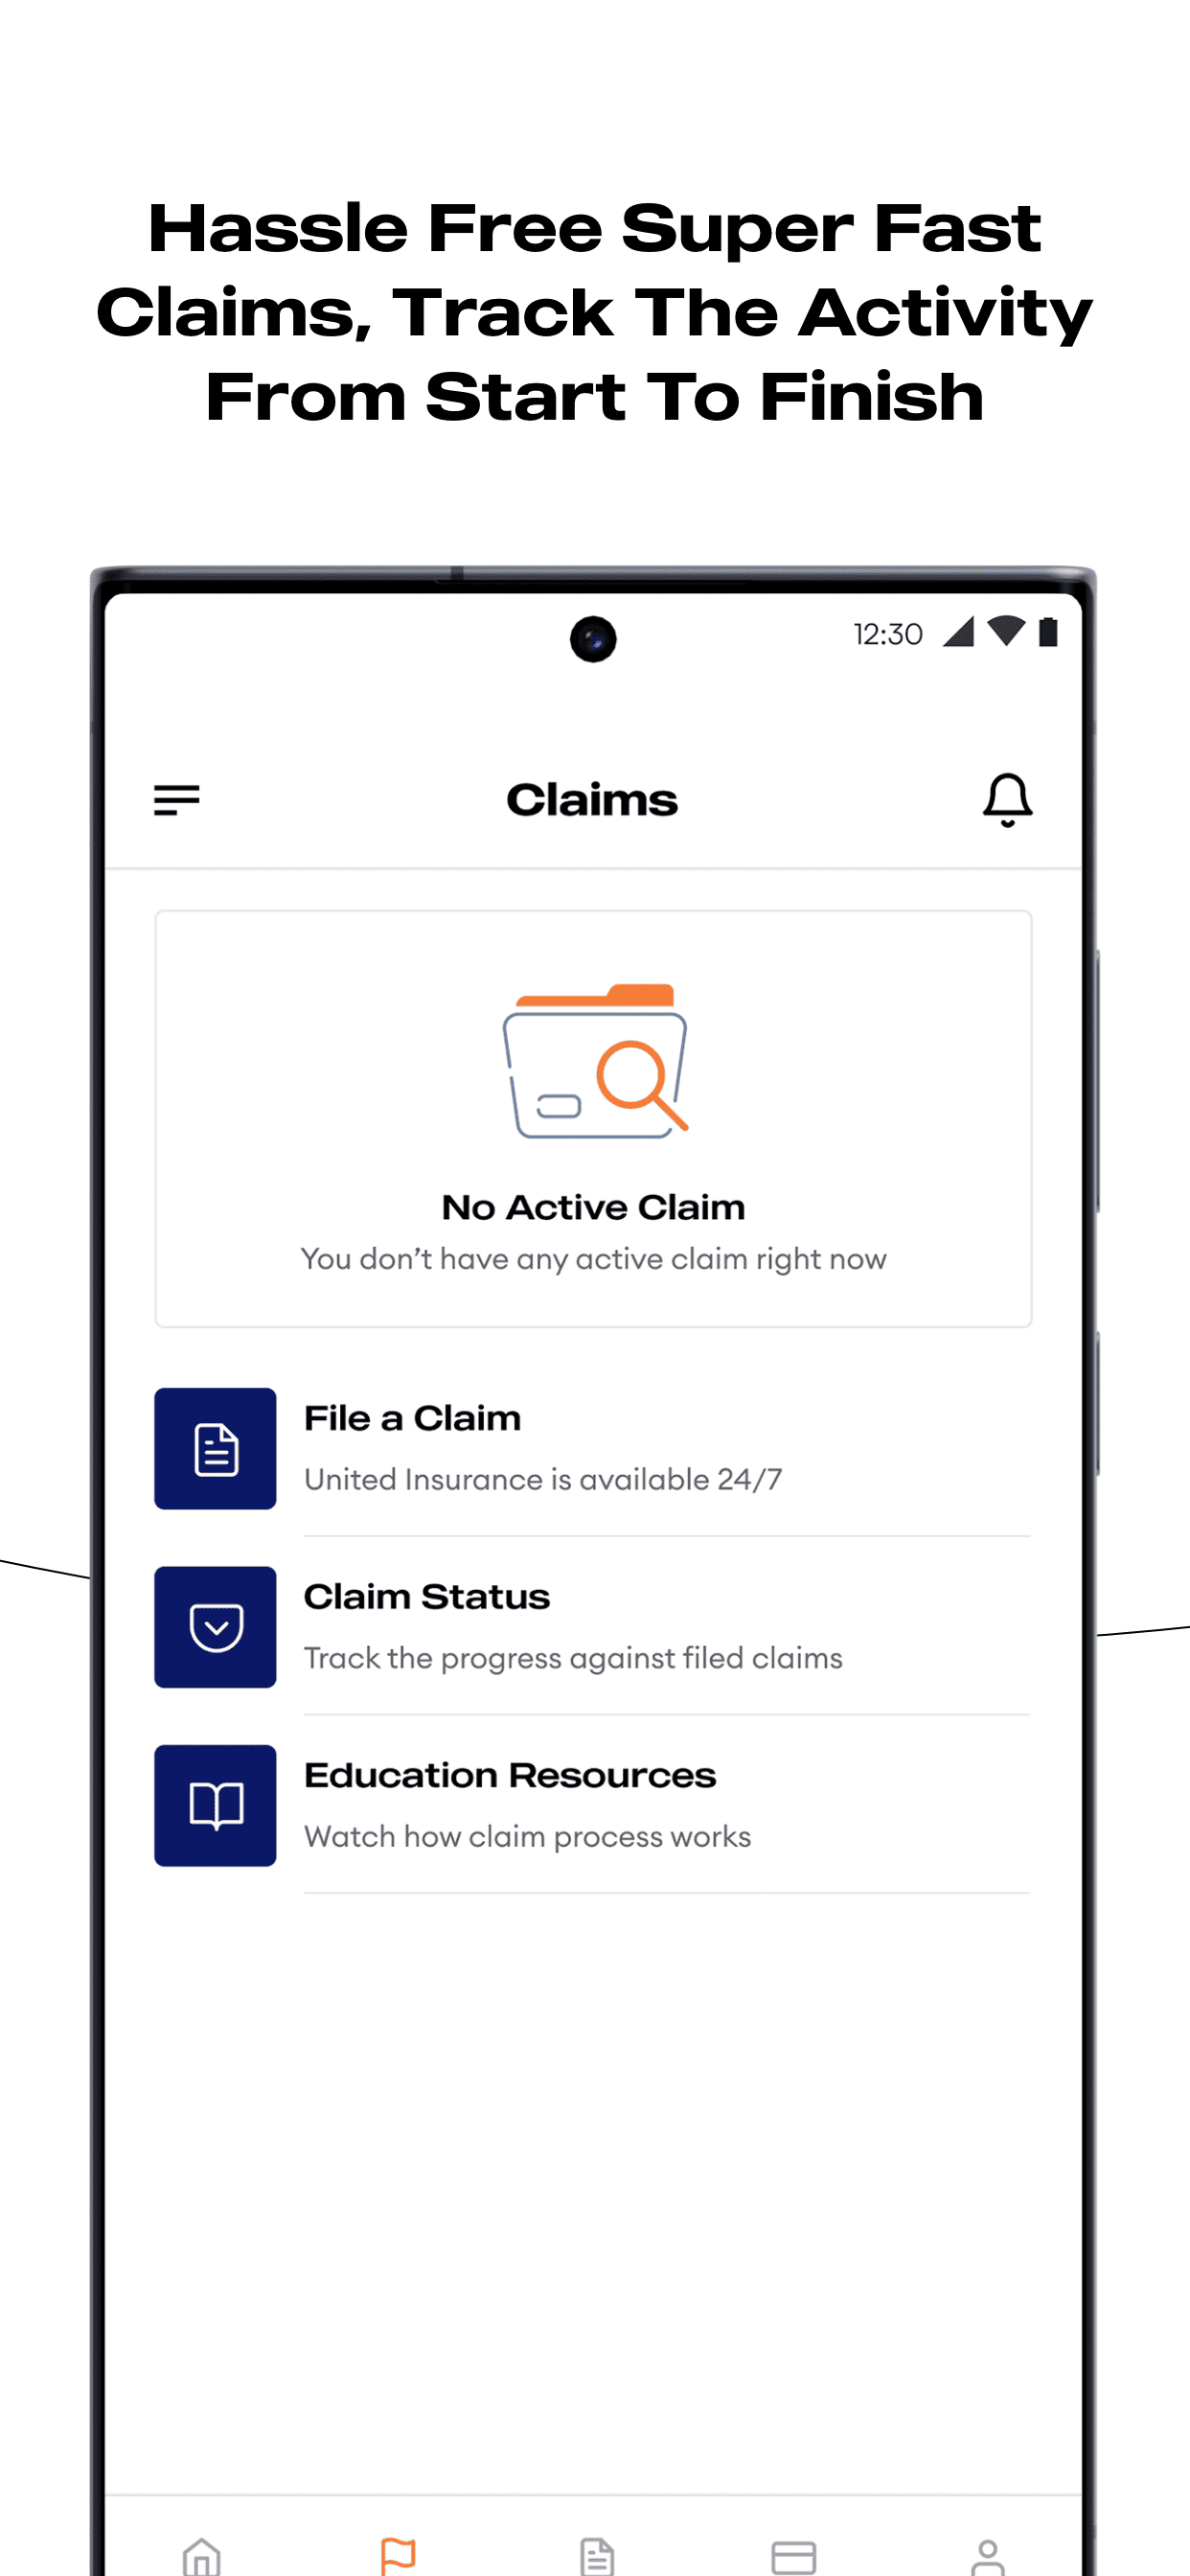 Hassle Free Super Fast
Claims, Track The Activity
From Start To Finish
12:30
Claims
No Active Claim
You don’t have any active claim right now
File a Claim
United Insurance is available 24/7
Claim Status
Track the progress against filed claims
Education Resources
Watch how claim process works